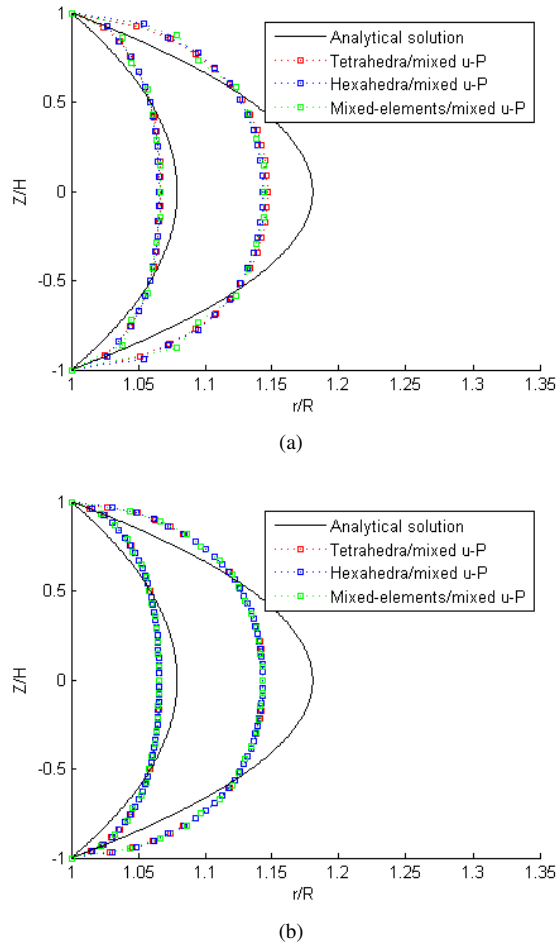 1
Analytical solution
Tetrahedra/mixed u-P
Hexahedra/mixed u-P
Mixed-elements/mixed u-P
0.5
Z/H
0
-0.5
-1
1 1.05 1.1 1.15 1.2 1.25 1.3 1.35
r/R
(a)
1
Analytical solution
Tetrahedra/mixed u-P
Hexahedra/mixed u-P
Mixed-elements/mixed u-P
0.5
Z/H
0
-0.5
-1
1 1.05 1.1 1.15 1.2 1.25 1.3 1.35
r/R
(b)